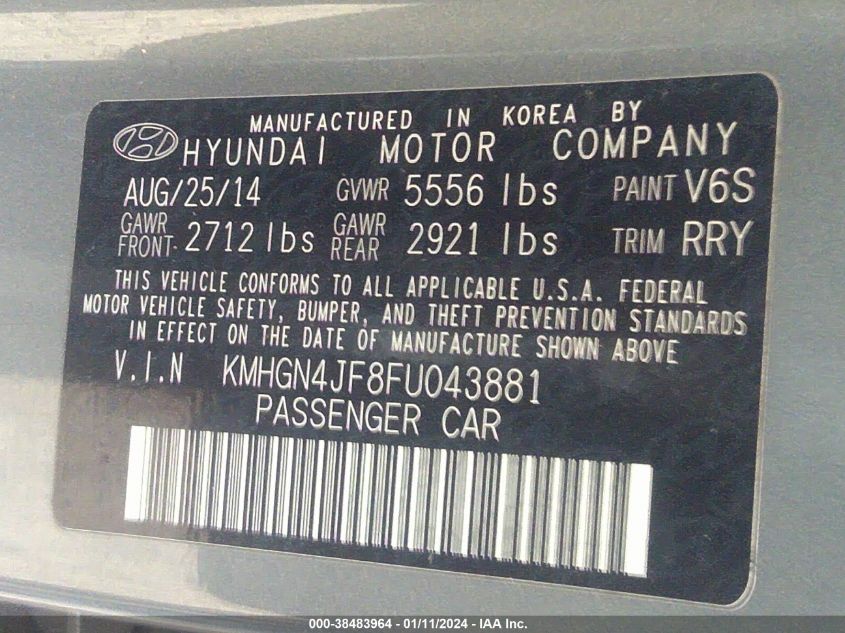 MANUFACTURED IN KOREA BY
HYUNDAI MOTOR COMPANY
AUG/25/14 GVWR 5556 lbs PAINT V6S
GAWR FRONT 2712 lbs GAWR REAR 2921 lbs TRIM RRY
THIS VEHICLE CONFORMS TO ALL APPLICABLE U.S.A. FEDERAL
MOTOR VEHICLE SAFETY, BUMPER, AND THEFT PREVENTION STANDARDS
IN EFFECT ON THE DATE OF MANUFACTURE SHOWN ABOVE
V.I.N KMHGN4JF8FU043881
PASSENGER CAR
000-38483964 - 01/11/2024 - IAA Inc.